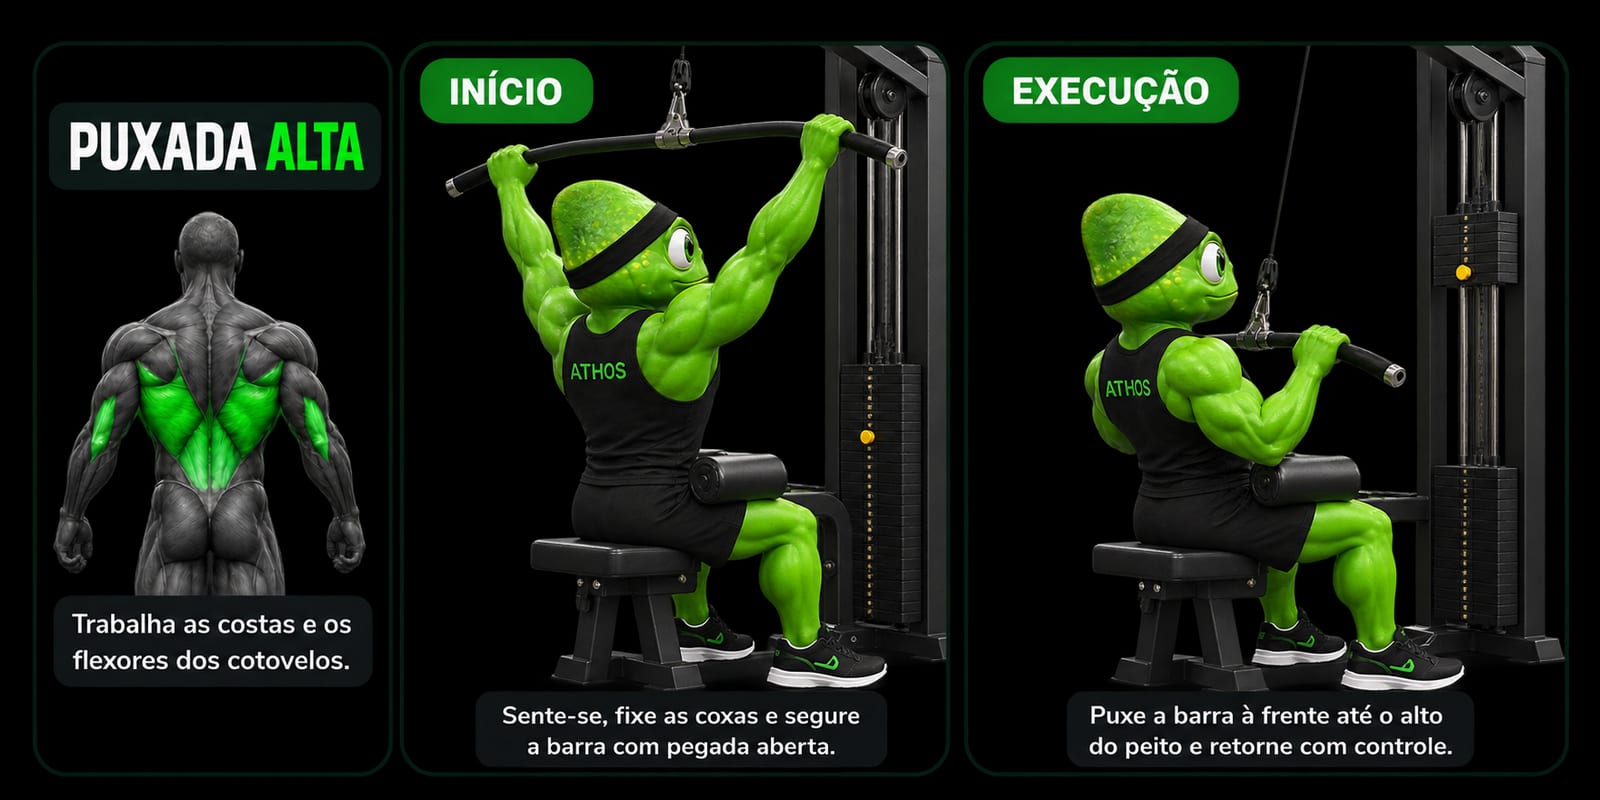 PUXADA ALTA
Trabalha as costas e os
flexores dos cotovelos.
INÍCIO
ATHOS
Sente-se, fixe as coxas e segure
a barra com pegada aberta.
EXECUÇÃO
ATHOS
Puxe a barra à frente até o alto
do peito e retorne com controle.